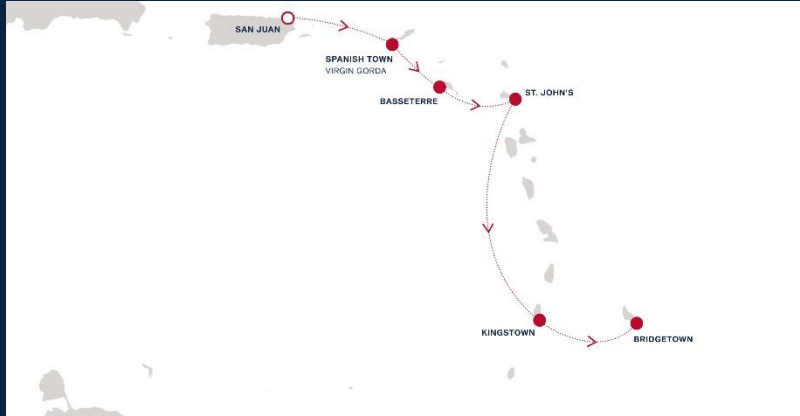 SAN JUAN
SPANISH TOWN
VIRGIN GORDA
BASSETERRE
ST. JOHN'S
KINGSTOWN
BRIDGETOWN